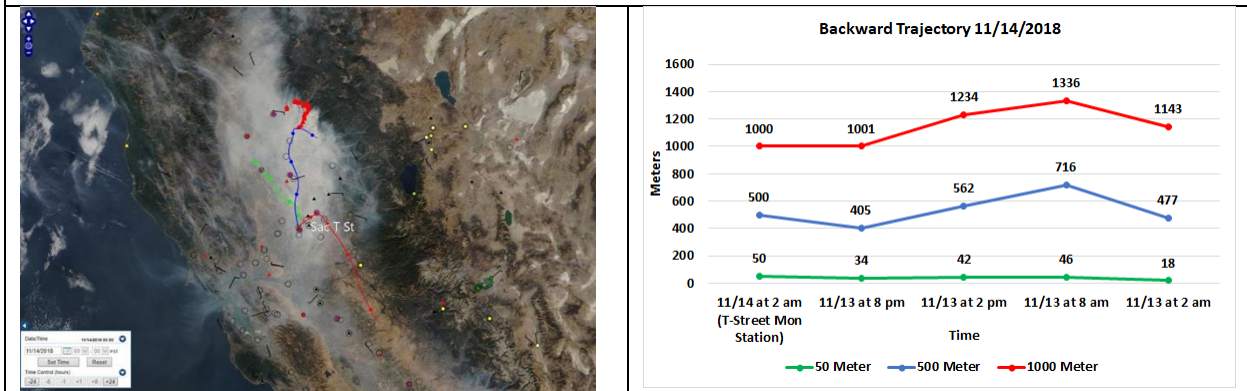 Sac T St
Date/Time
11/14/2018
PST
Set Time
Reset
Time Control (hours)
-24 -6 -1 +1 +6 +24
Backward Trajectory 11/14/2018
1600
1400
1200
1000
800
600
400
200
0
Meters
1000 1001 1234 1336 1143
500 405 562 716 477
50 34 42 46 18
11/14 at 2 am 11/13 at 8 pm 11/13 at 2 pm 11/13 at 8 am 11/13 at 2 am
(T-Street Mon
Station)
Time
50 Meter 500 Meter 1000 Meter